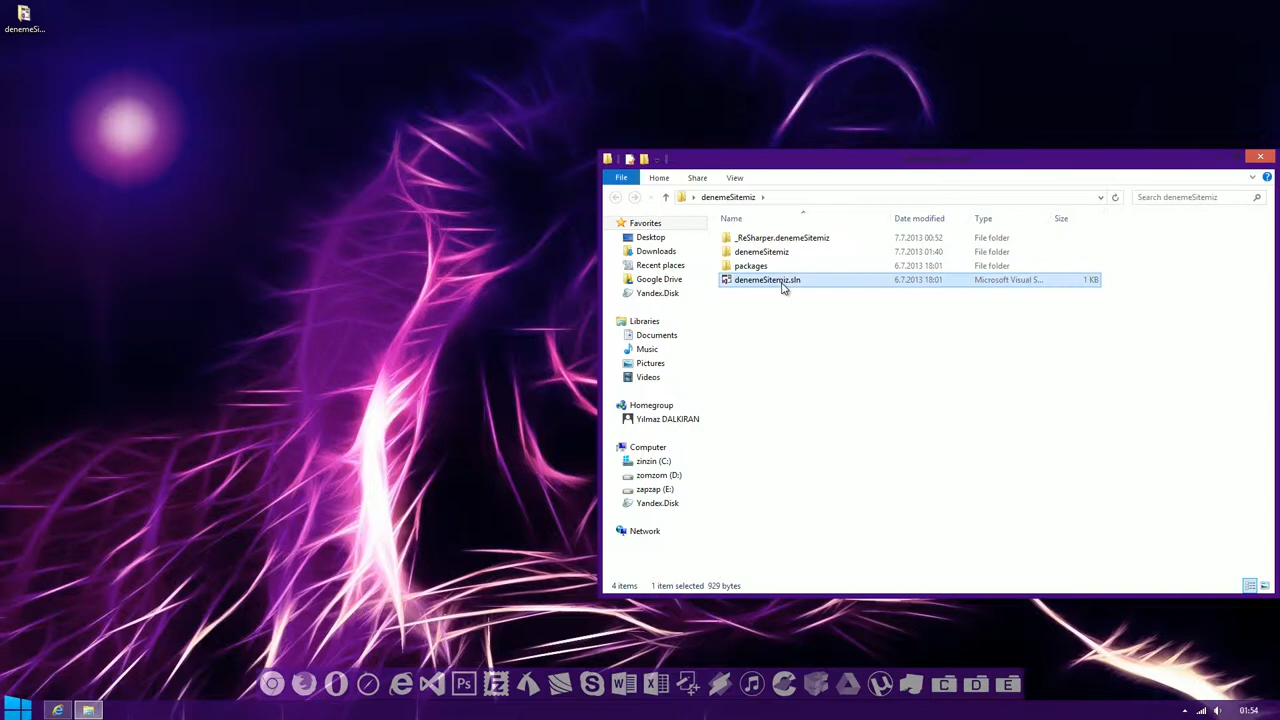 denemeSi...
File
Home
Share
View
denemeSitemiz
Search denemeSitemiz
Name
Date modified
Type
Size
Favorites
Desktop
Downloads
Recent places
Google Drive
Yandex.Disk
Libraries
Documents
Music
Pictures
Videos
Homegroup
Yilmaz DALKIRAN
Computer
zinzin (C:)
zomzom (D:)
zapzap (E:)
Yandex.Disk
Network
_ReSharper.denemeSitemiz 7.7.2013 00:52 File folder
denemeSitemiz 7.7.2013 01:40 File folder
packages 6.7.2013 18:01 File folder
denemeSitemiz.sln 6.7.2013 18:01 Microsoft Visual S... 1 KB
4 items 1 item selected 929 bytes
Ps
C D E
01:54